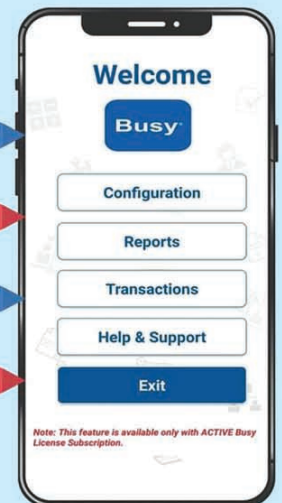 Welcome
Busy
Configuration
Reports
Transactions
Help & Support
Exit
Note: This feature is available only with ACTIVE Busy
License Subscription.